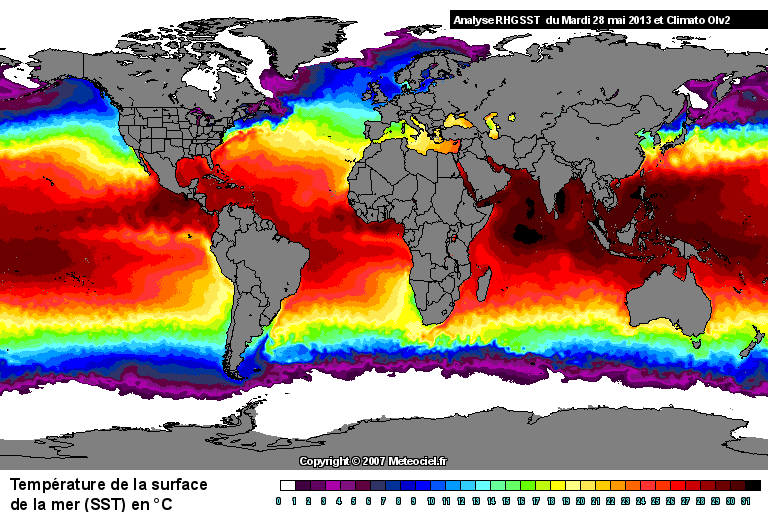 Analyse RHGSST du Mardi 28 mai 2013 et Climato OIv2
Copyright © 2007 Meteociel.fr
Température de la surface
de la mer (SST) en °C
0 1 2 3 4 5 6 7 8 9 10 11 12 13 14 15 16 17 18 19 20 21 22 23 24 25 26 27 28 29 30 31